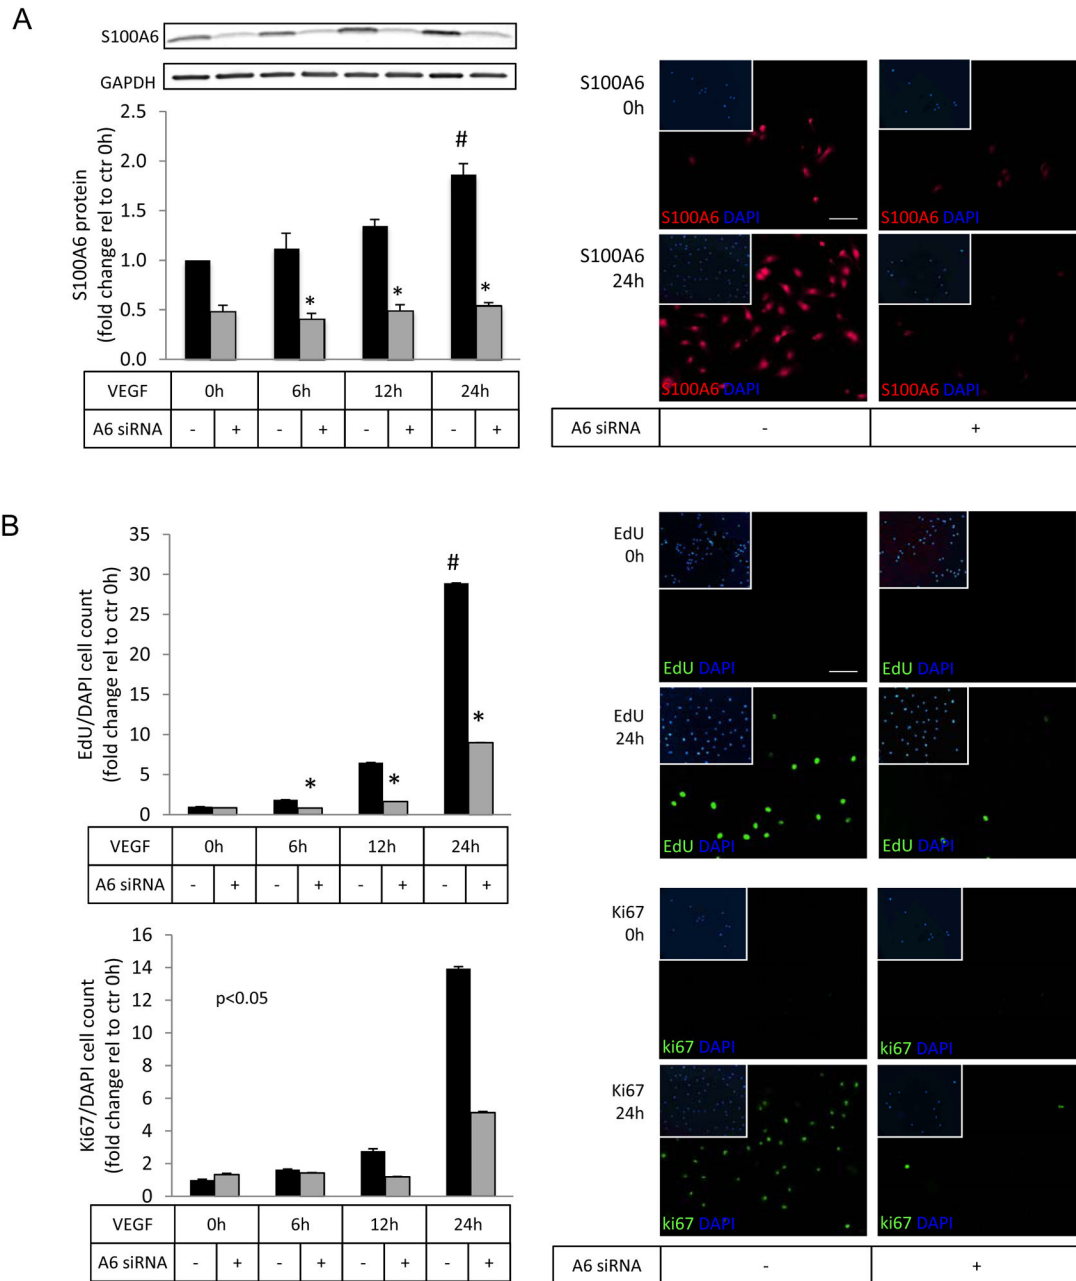 A
S100A6
GAPDH
S100A6 protein
(fold change rel to ctr 0h)
2.5
2.0
1.5
1.0
0.5
0.0
#
*
*
*
VEGF 0h 6h 12h 24h
A6 siRNA - + - + - + - +
S100A6
0h
S100A6 DAPI
S100A6 DAPI
S100A6
24h
S100A6 DAPI
S100A6 DAPI
A6 siRNA - +
B
EdU/DAPI cell count
(fold change rel to ctr 0h)
35
30
25
20
15
10
5
0
#
*
*
*
VEGF 0h 6h 12h 24h
A6 siRNA - + - + - + - +
Ki67/DAPI cell count
(fold change rel to ctr 0h)
16
14
12
10
8
6
4
2
0
p<0.05
VEGF 0h 6h 12h 24h
A6 siRNA - + - + - + - +
EdU
0h
EdU DAPI
EdU DAPI
EdU
24h
EdU DAPI
EdU DAPI
Ki67
0h
ki67 DAPI
ki67 DAPI
Ki67
24h
ki67 DAPI
ki67 DAPI
A6 siRNA - +